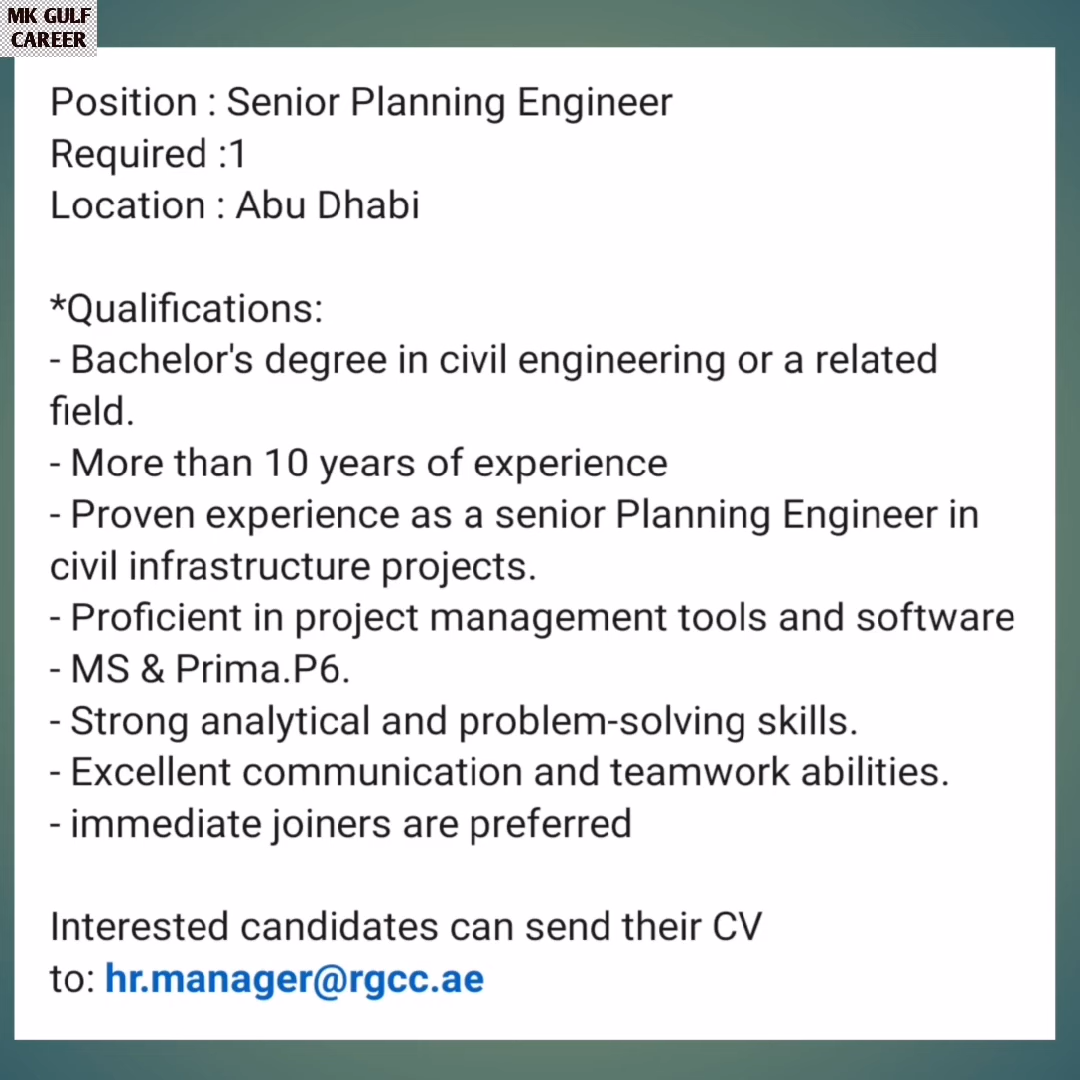 MK GULF
CAREER
Position : Senior Planning Engineer
Required :1
Location : Abu Dhabi
*Qualifications:
- Bachelor's degree in civil engineering or a related
field.
- More than 10 years of experience
- Proven experience as a senior Planning Engineer in
civil infrastructure projects.
- Proficient in project management tools and software
- MS & Prima.P6.
- Strong analytical and problem-solving skills.
- Excellent communication and teamwork abilities.
- immediate joiners are preferred
Interested candidates can send their CV
to: hr.manager@rgcc.ae